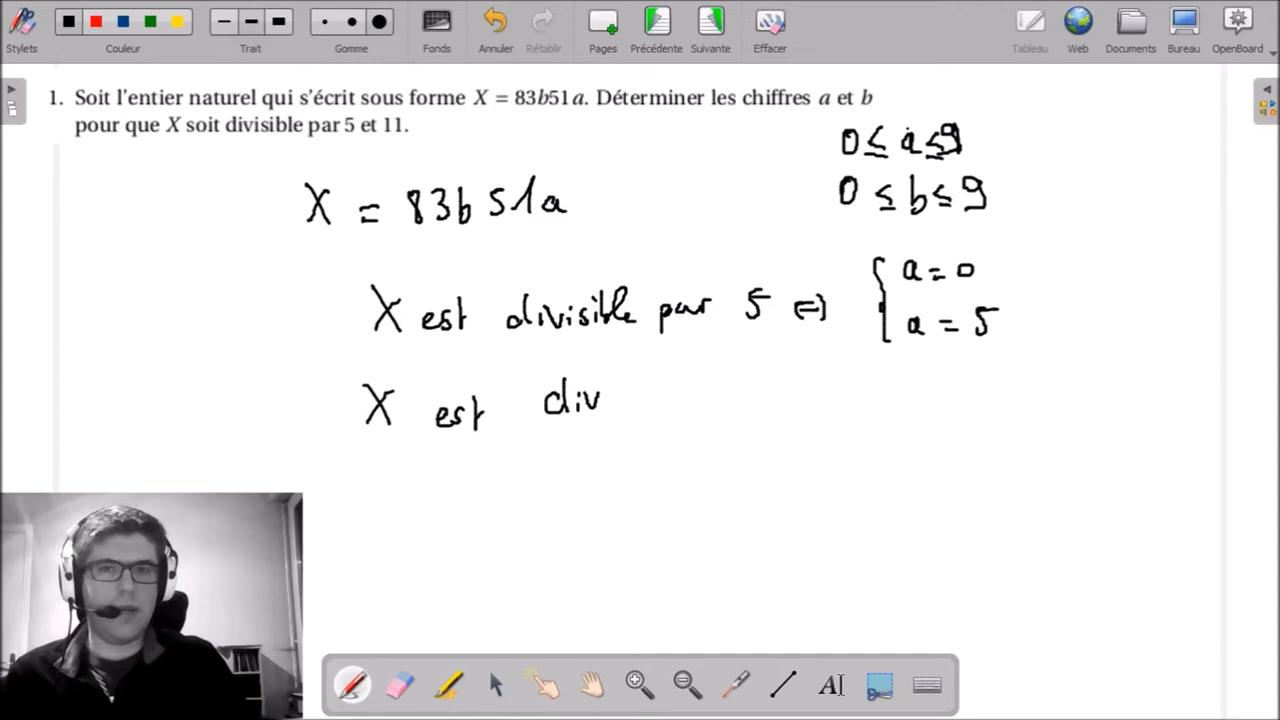 Stylets Couleur Trait Gomme Fonds Annuler Rétablir Pages Précédente Suivante Effacer Tableau Web Documents Bureau OpenBoard
1. Soit l'entier naturel qui s'écrit sous forme X = 83b51a. Déterminer les chiffres a et b
pour que X soit divisible par 5 et 11.
0 ≤ a ≤ 9
X = 83b51a
0 ≤ b ≤ 9
a = 0
X est divisible par 5 ⇔
a = 5
X est div
AI